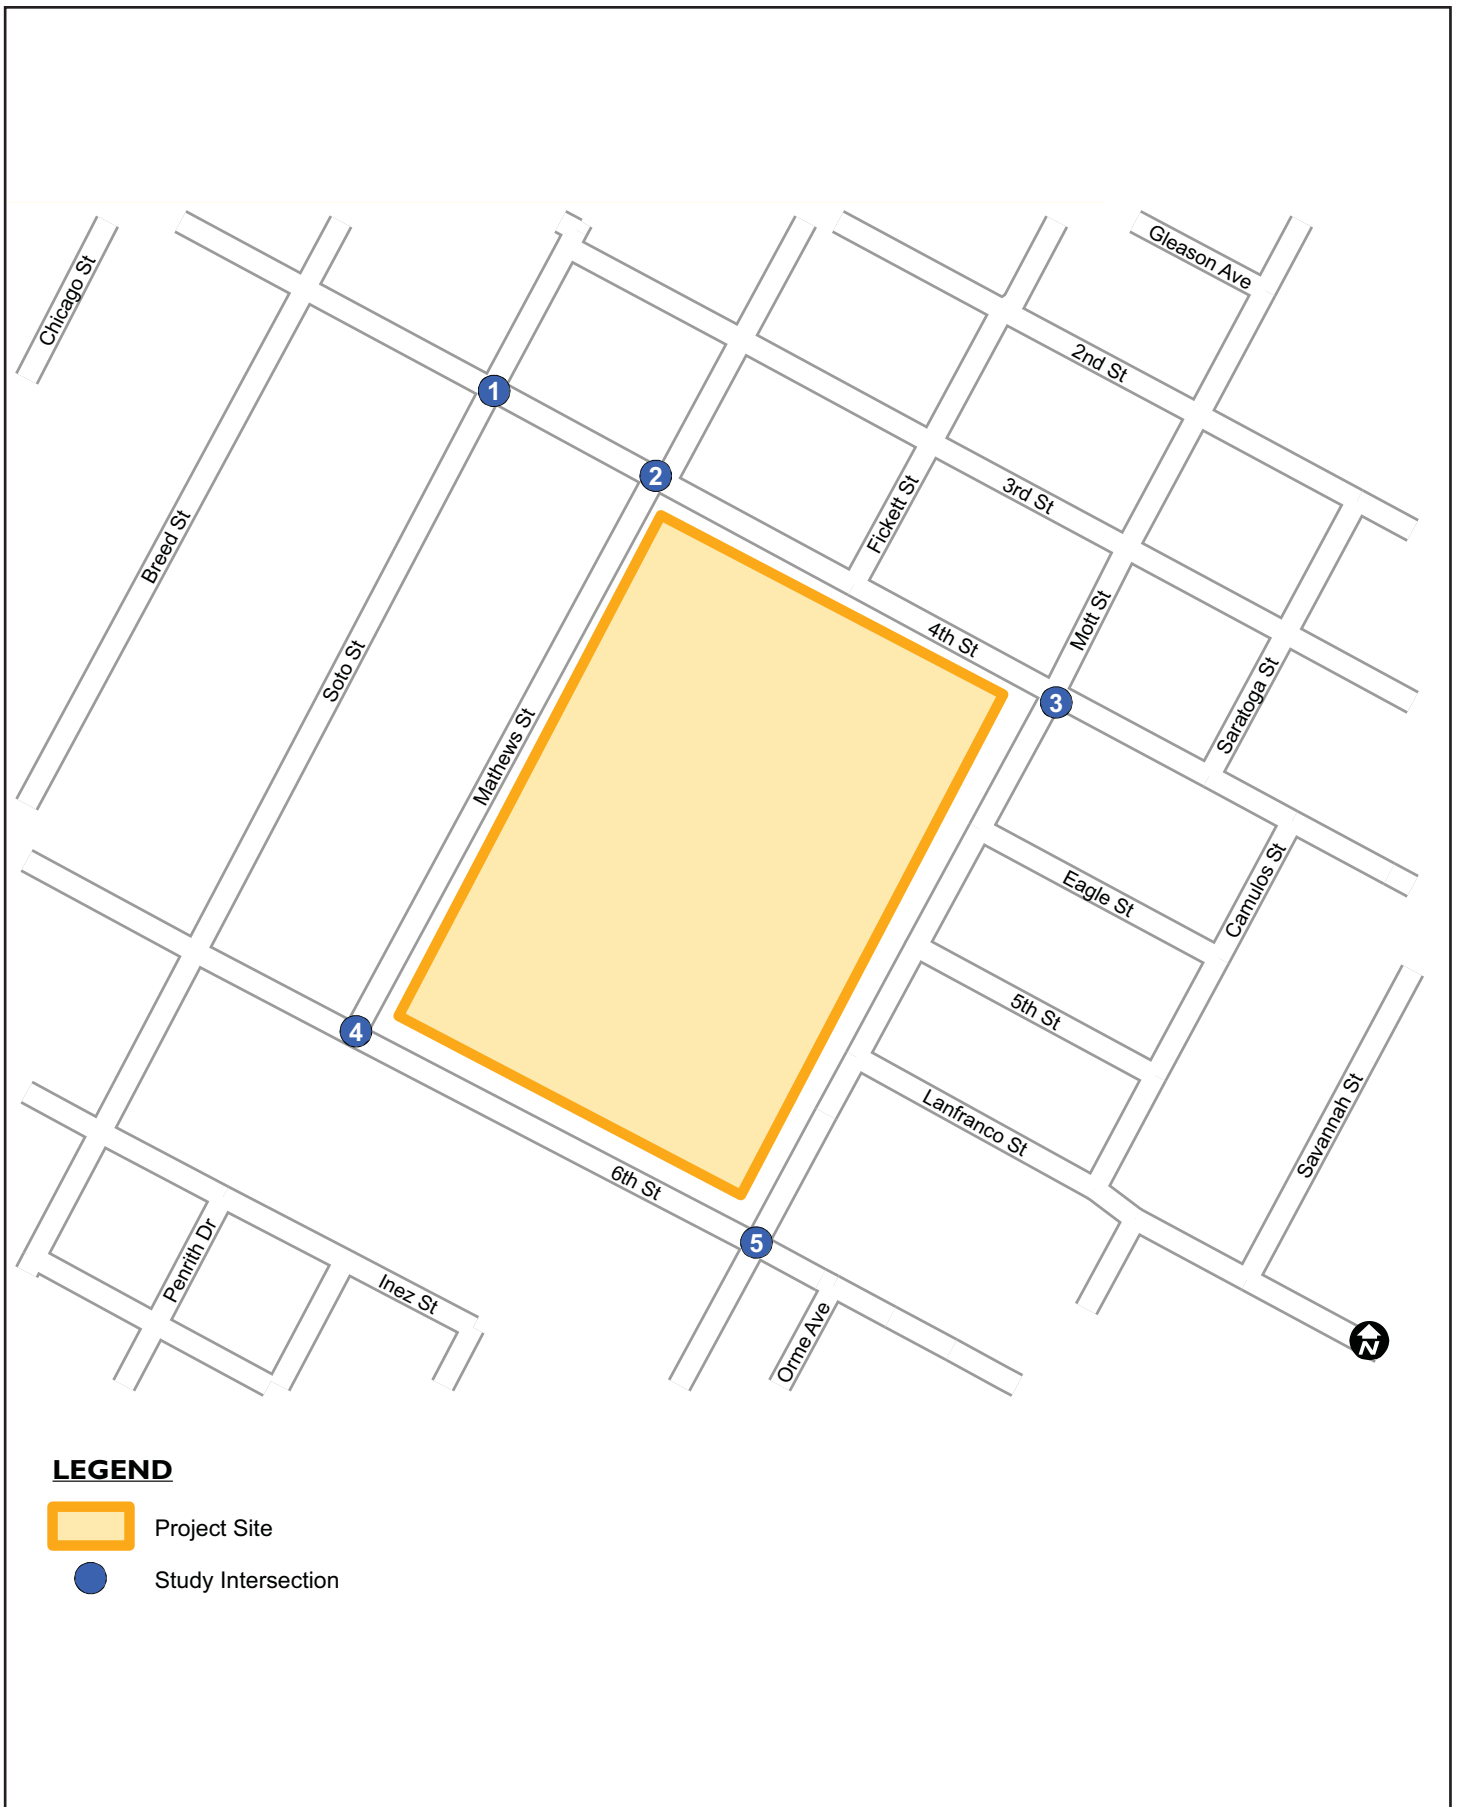 Gleason Ave
Chicago St
2nd St
1
2
3rd St
Fickett St
Breed St
4th St
Mott St
Soto St
3
Saratoga St
Mathews St
Eagle St
Camulos St
5th St
4
Lanfranco St
Savannah St
6th St
5
Penrith Dr
Inez St
Orme Ave
N
LEGEND
Project Site
Study Intersection